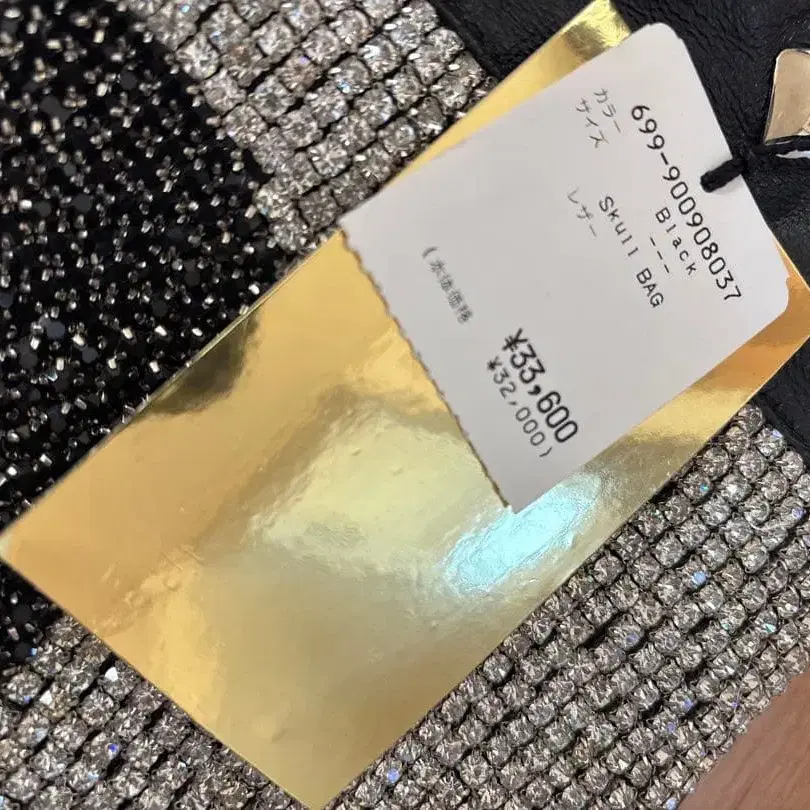 699-900908037
カラー Black
サイズ ---
Skull BAG
レザー
¥33,600
(本体価格 ¥32,000)